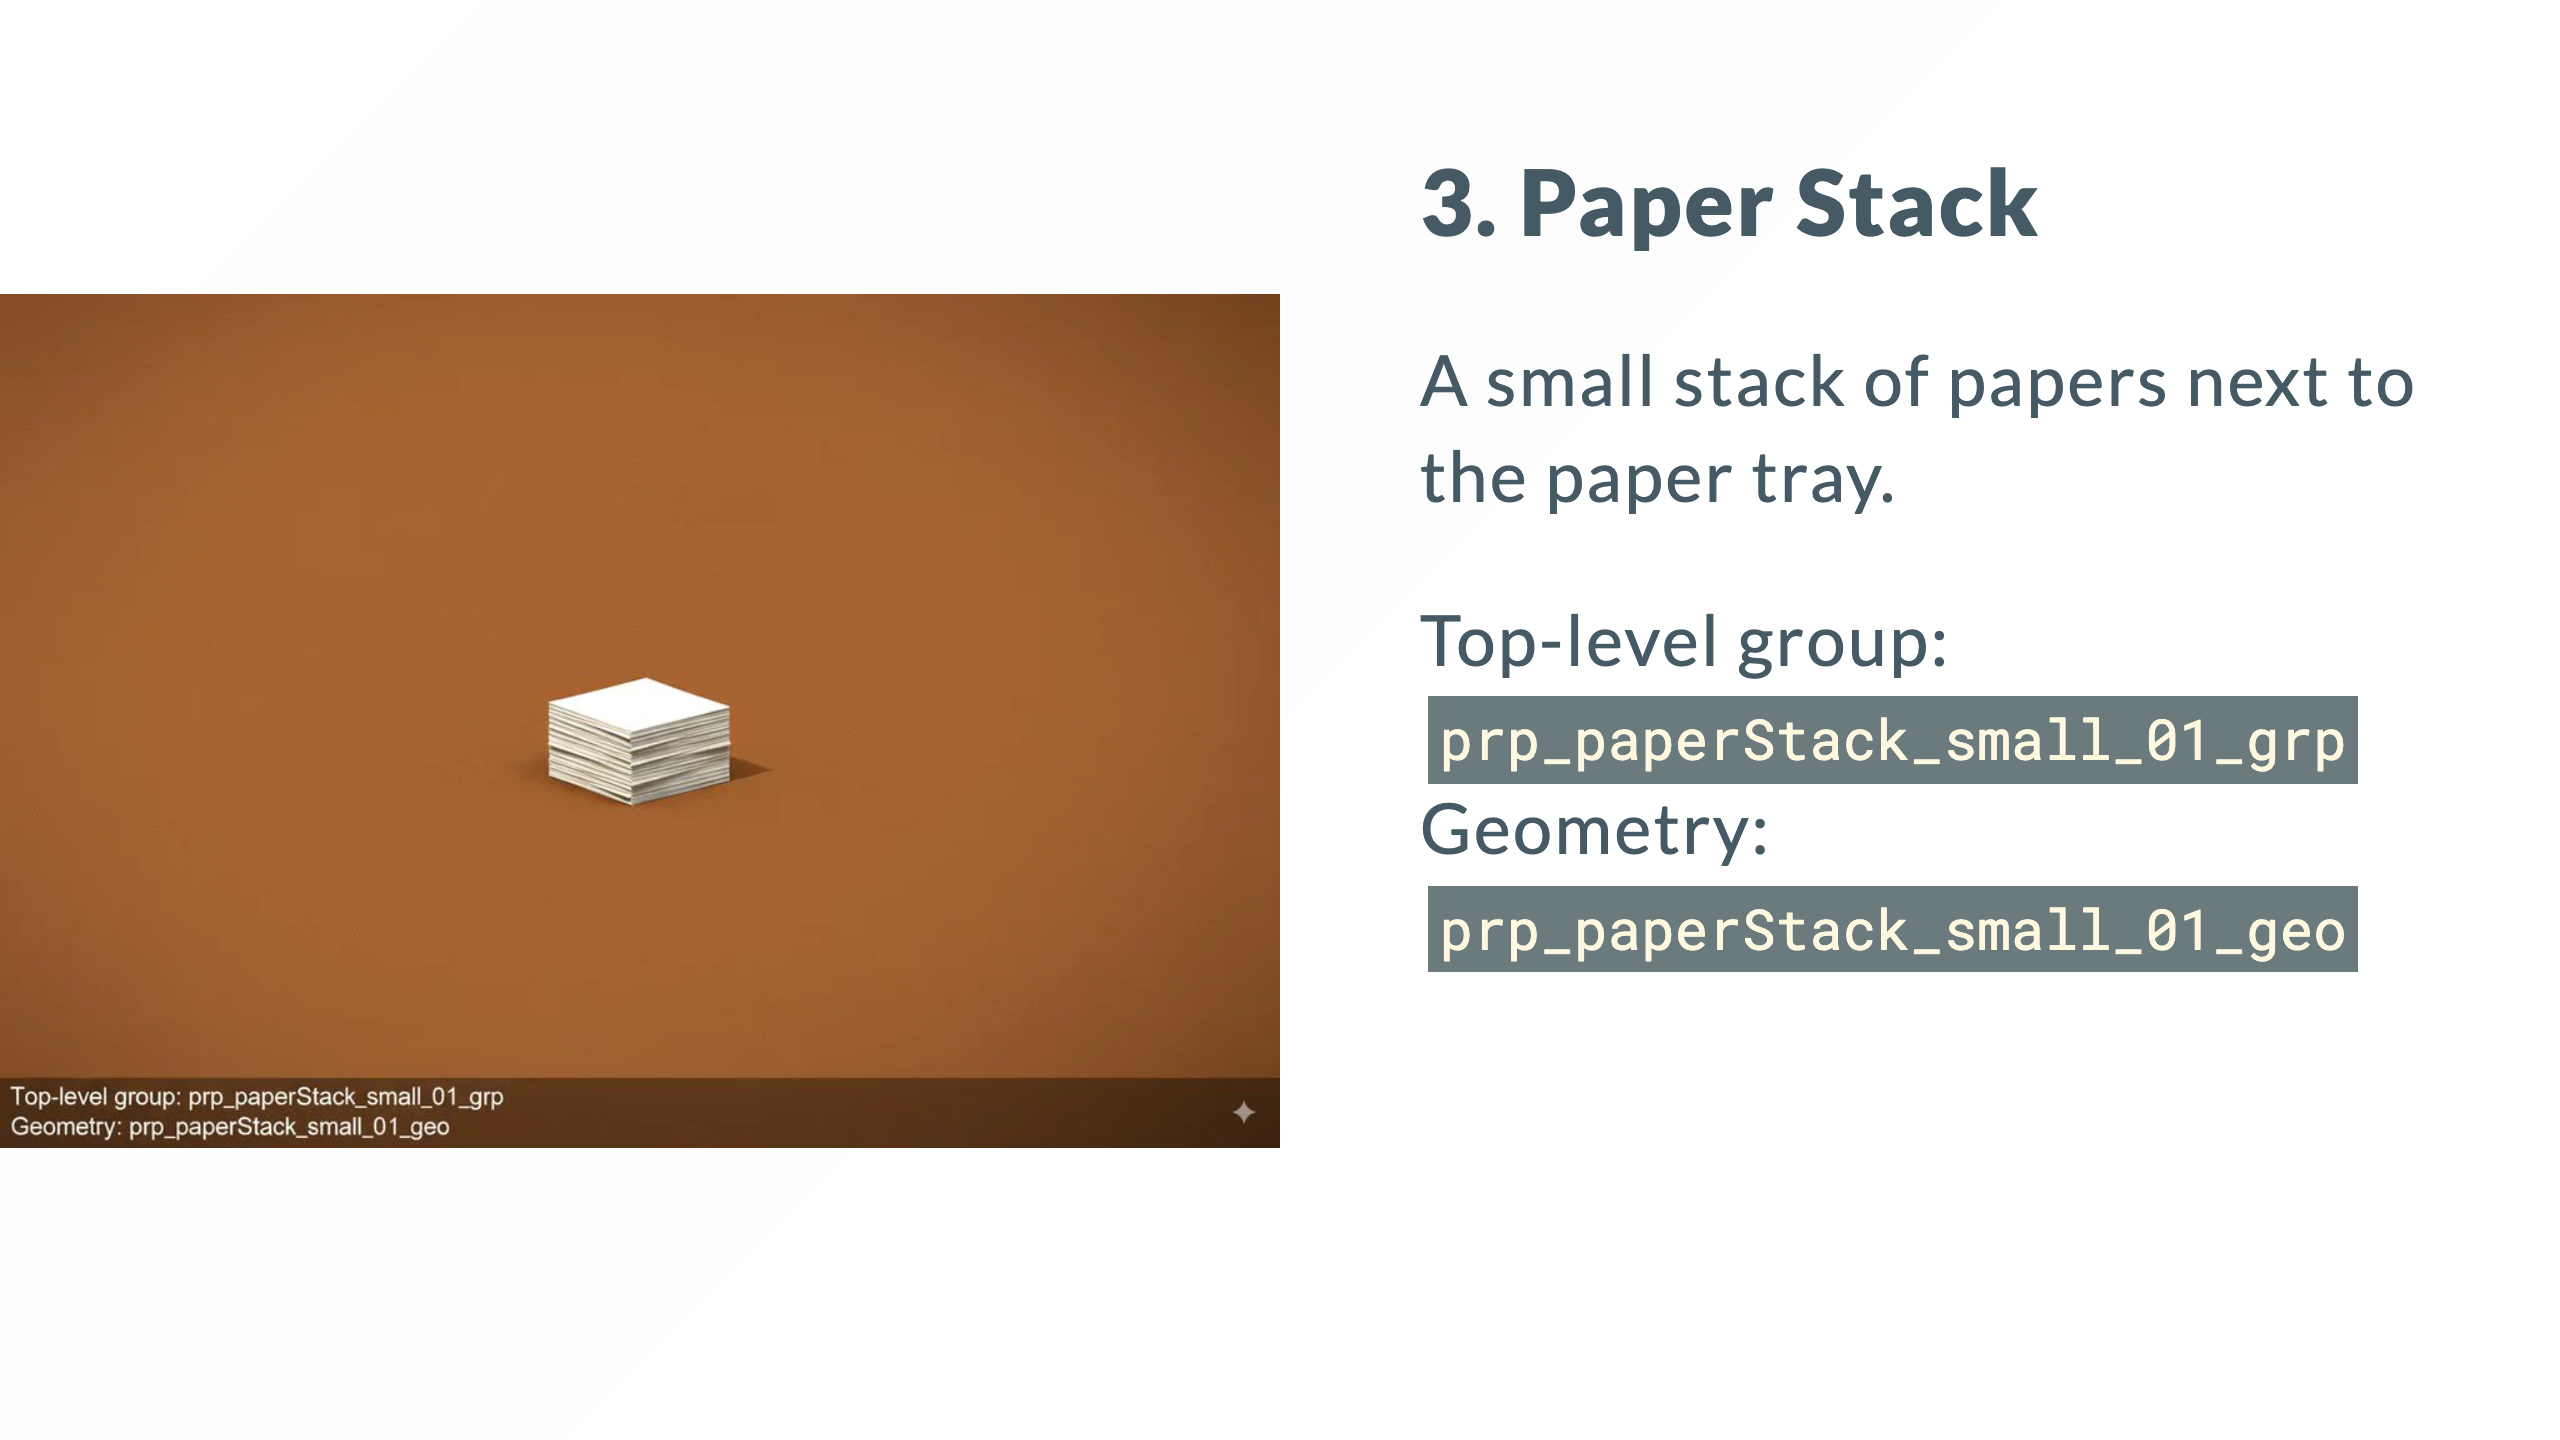 3. Paper Stack
A small stack of papers next to
the paper tray.
Top-level group:
prp_paperStack_small_01_grp
Geometry:
prp_paperStack_small_01_geo
Top-level group: prp_paperStack_small_01_grp
Geometry: prp_paperStack_small_01_geo